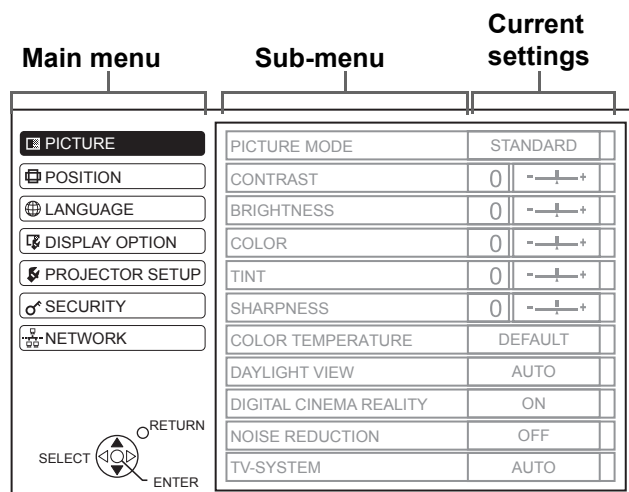 Main menu
Sub-menu
Current
settings
PICTURE
POSITION
LANGUAGE
DISPLAY OPTION
PROJECTOR SETUP
SECURITY
NETWORK
PICTURE MODE STANDARD
CONTRAST 0 - +
BRIGHTNESS 0 - +
COLOR 0 - +
TINT 0 - +
SHARPNESS 0 - +
COLOR TEMPERATURE DEFAULT
DAYLIGHT VIEW AUTO
DIGITAL CINEMA REALITY ON
NOISE REDUCTION OFF
TV-SYSTEM AUTO
RETURN
SELECT
ENTER